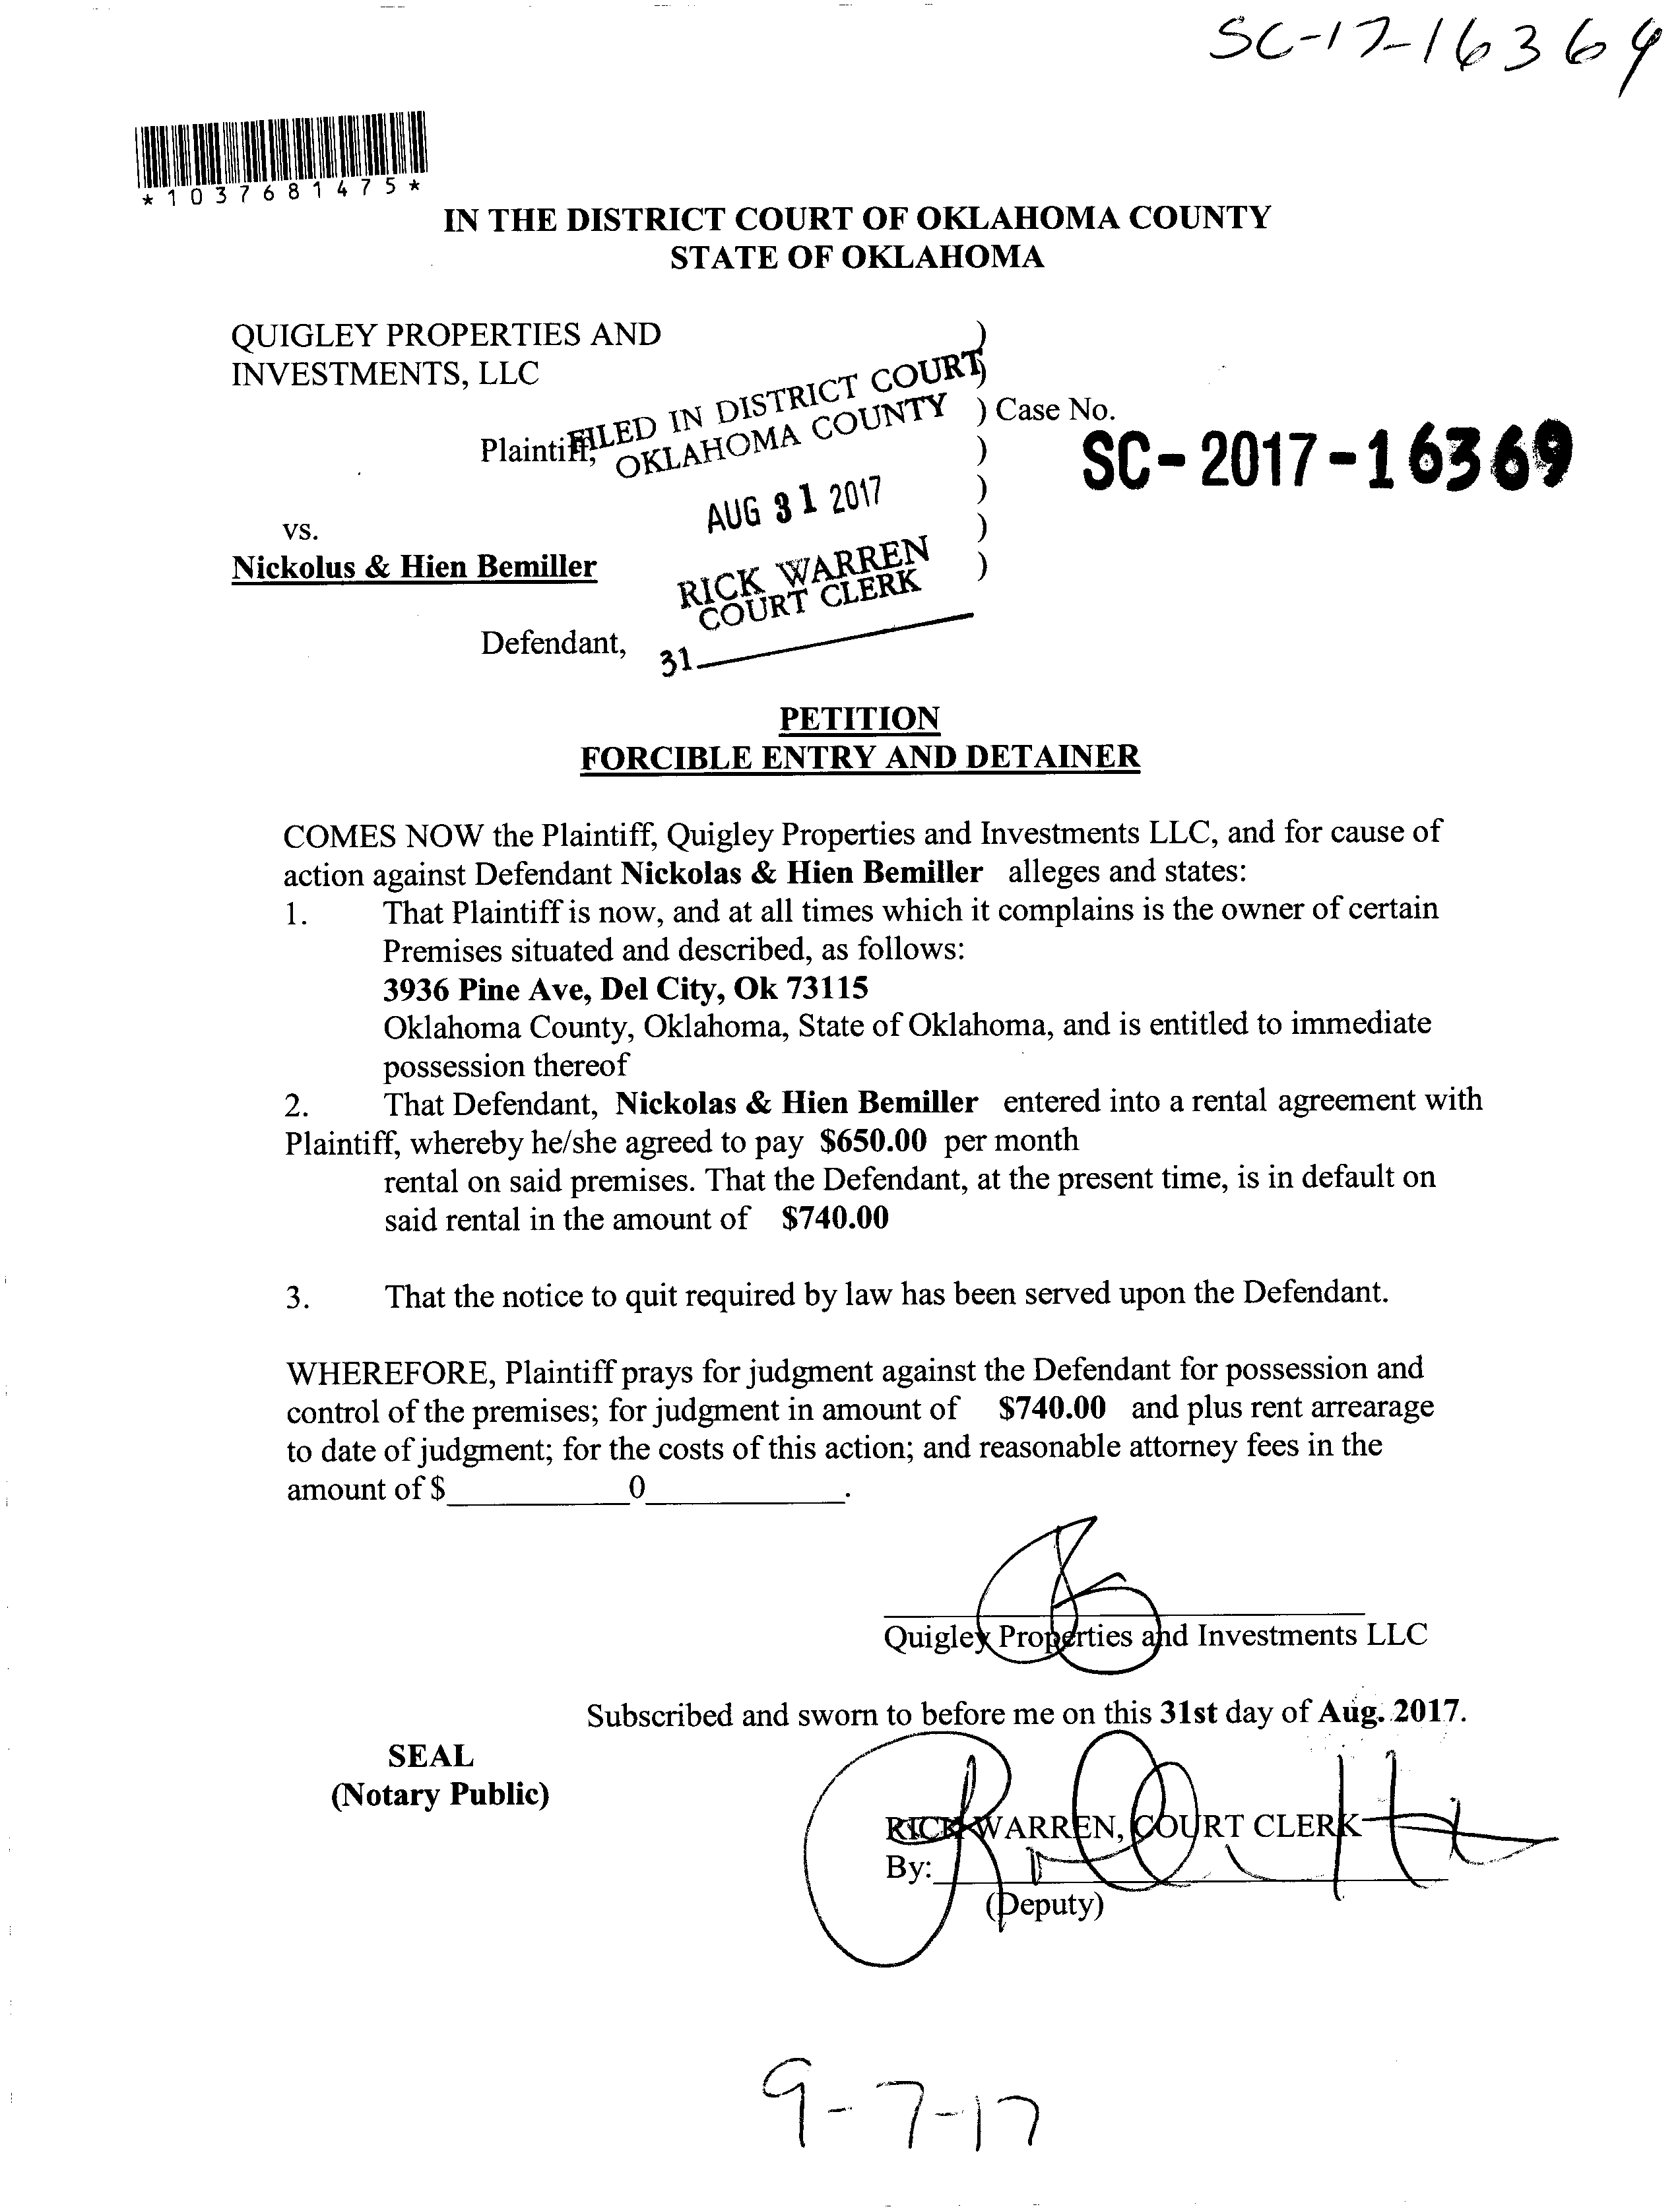 SC-17-16369
*1037681475*
IN THE DISTRICT COURT OF OKLAHOMA COUNTY
STATE OF OKLAHOMA
QUIGLEY PROPERTIES AND
INVESTMENTS, LLC
Plaintiff,
FILED IN DISTRICT COURT
OKLAHOMA COUNTY
) Case No.
SC-2017-16369
AUG 31 2017
vs.
Nickolus & Hien Bemiller
RICK WARREN
COURT CLERK
Defendant,
31
PETITION
FORCIBLE ENTRY AND DETAINER
COMES NOW the Plaintiff, Quigley Properties and Investments LLC, and for cause of
action against Defendant Nickolas & Hien Bemiller alleges and states:
1. That Plaintiff is now, and at all times which it complains is the owner of certain
Premises situated and described, as follows:
3936 Pine Ave, Del City, Ok 73115
Oklahoma County, Oklahoma, State of Oklahoma, and is entitled to immediate
possession thereof
2. That Defendant, Nickolas & Hien Bemiller entered into a rental agreement with
Plaintiff, whereby he/she agreed to pay $650.00 per month
rental on said premises. That the Defendant, at the present time, is in default on
said rental in the amount of $740.00
3. That the notice to quit required by law has been served upon the Defendant.
WHEREFORE, Plaintiff prays for judgment against the Defendant for possession and
control of the premises; for judgment in amount of $740.00 and plus rent arrearage
to date of judgment; for the costs of this action; and reasonable attorney fees in the
amount of $ 0 .
Quigley Properties and Investments LLC
Subscribed and sworn to before me on this 31st day of Aug. 2017.
SEAL
(Notary Public)
RICK WARREN, COURT CLERK
By:
(Deputy)
9-7-17